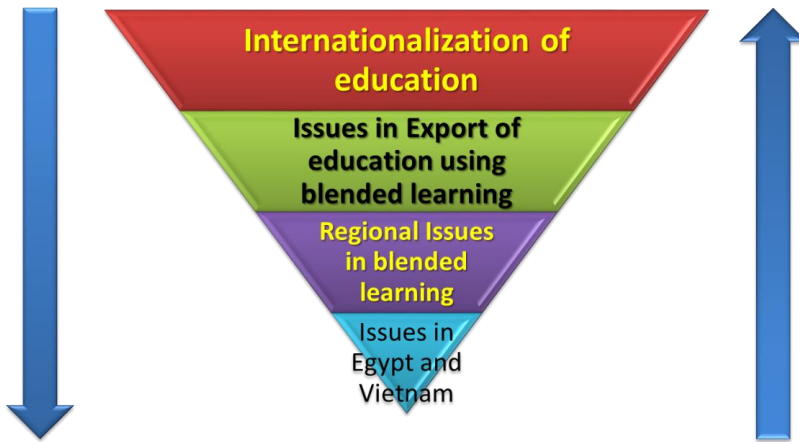 Internationalization of
education
Issues in Export of
education using
blended learning
Regional Issues
in blended
learning
Issues in
Egypt and
Vietnam